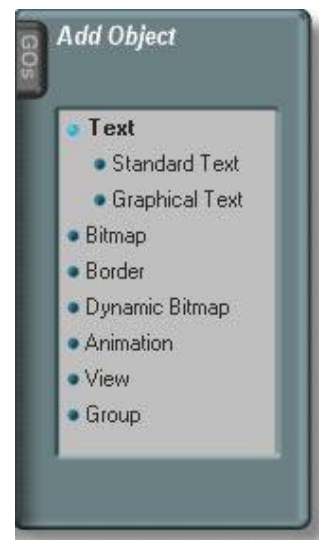 GOs
Add Object
Text
Standard Text
Graphical Text
Bitmap
Border
Dynamic Bitmap
Animation
View
Group